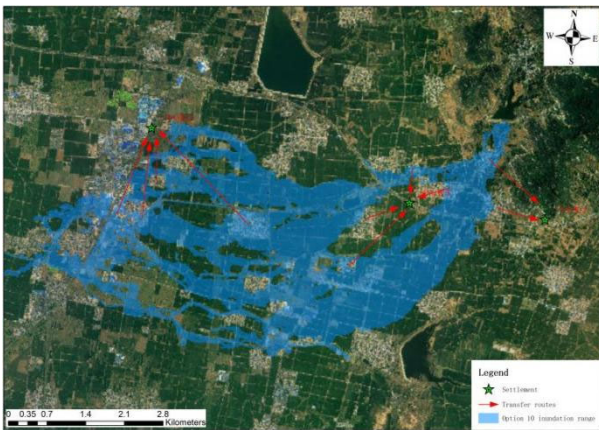 N
W E
S
Legend
Settlement
Transfer routes
Option 10 inundation range
0 0.35 0.7 1.4 2.1 2.8
Kilometers